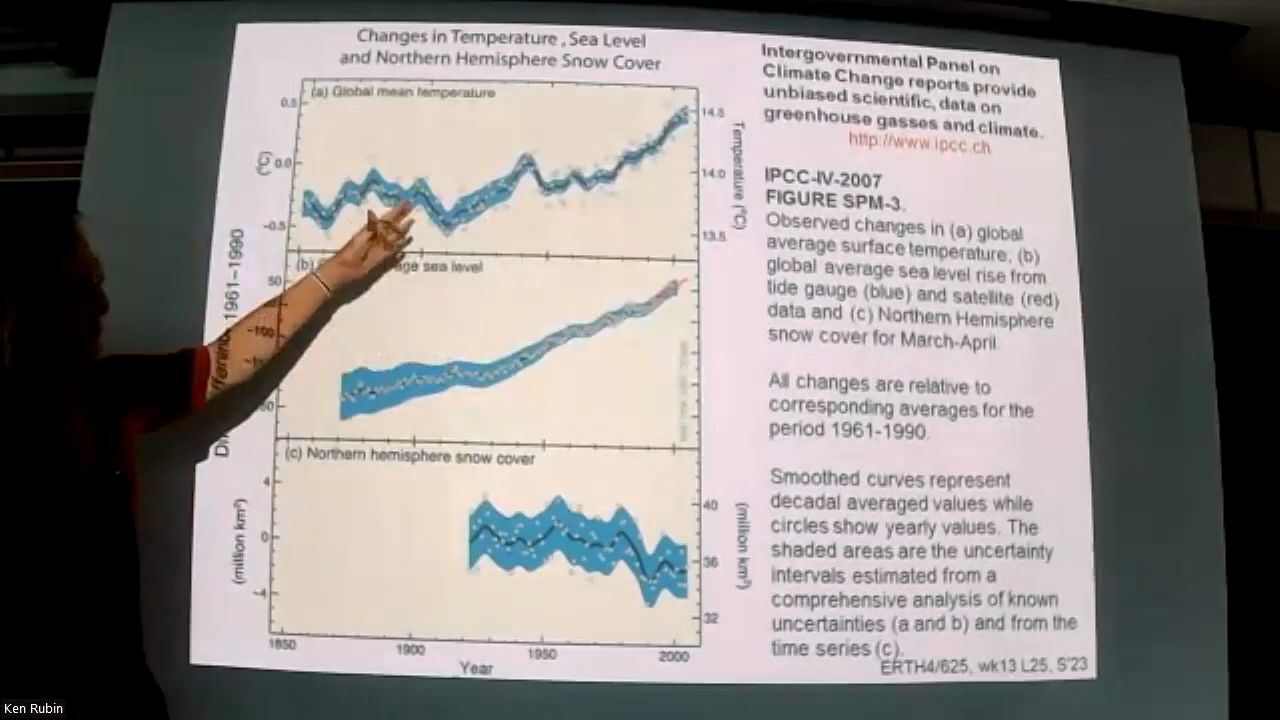 Changes in Temperature, Sea Level
and Northern Hemisphere Snow Cover
(a) Global mean temperature
0.5
0.0
-0.5
(°C)
14.5
14.0
13.5
Temperature (°C)
1961–1990
(b)
sea level
50
-100
(c) Northern hemisphere snow cover
4
0
-4
(million km²)
40
36
32
(million km²)
1850
1900
1950
2000
Year
Intergovernmental Panel on
Climate Change reports provide
unbiased scientific, data on
greenhouse gasses and climate.
http://www.ipcc.ch
IPCC-IV-2007
FIGURE SPM-3.
Observed changes in (a) global
average surface temperature; (b)
global average sea level rise from
tide gauge (blue) and satellite (red)
data and (c) Northern Hemisphere
snow cover for March-April.
All changes are relative to
corresponding averages for the
period 1961-1990.
Smoothed curves represent
decadal averaged values while
circles show yearly values. The
shaded areas are the uncertainty
intervals estimated from a
comprehensive analysis of known
uncertainties (a and b) and from the
time series (c).
ERTH4/625, wk13 L25, S'23
Ken Rubin